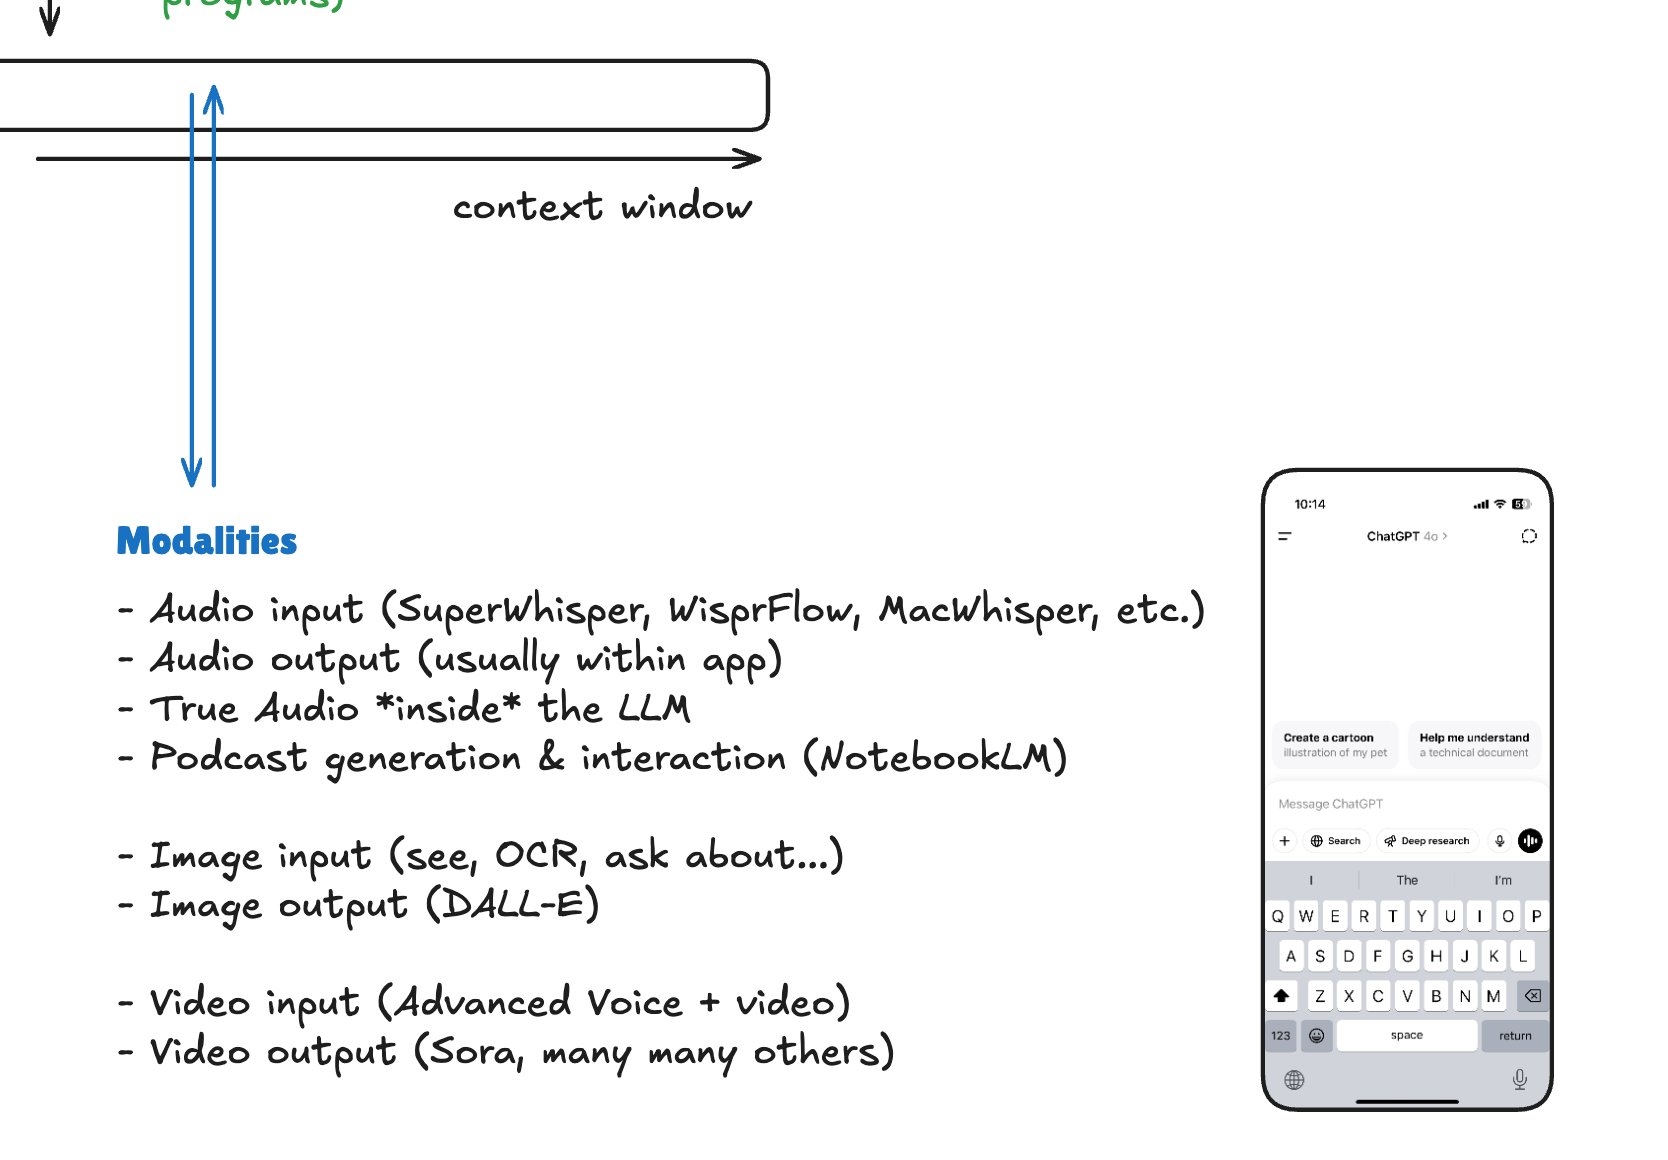 programs)
context window
Modalities
- Audio input (SuperWhisper, WisprFlow, MacWhisper, etc.)
- Audio output (usually within app)
- True Audio *inside* the LLM
- Podcast generation & interaction (NotebookLM)
- Image input (see, OCR, ask about...)
- Image output (DALL-E)
- Video input (Advanced Voice + video)
- Video output (Sora, many many others)
10:14
ChatGPT 4o >
Create a cartoon
illustration of my pet
Help me understand
a technical document
Message ChatGPT
+ Search Deep research
I The I'm
Q W E R T Y U I O P
A S D F G H J K L
Z X C V B N M
123 space return